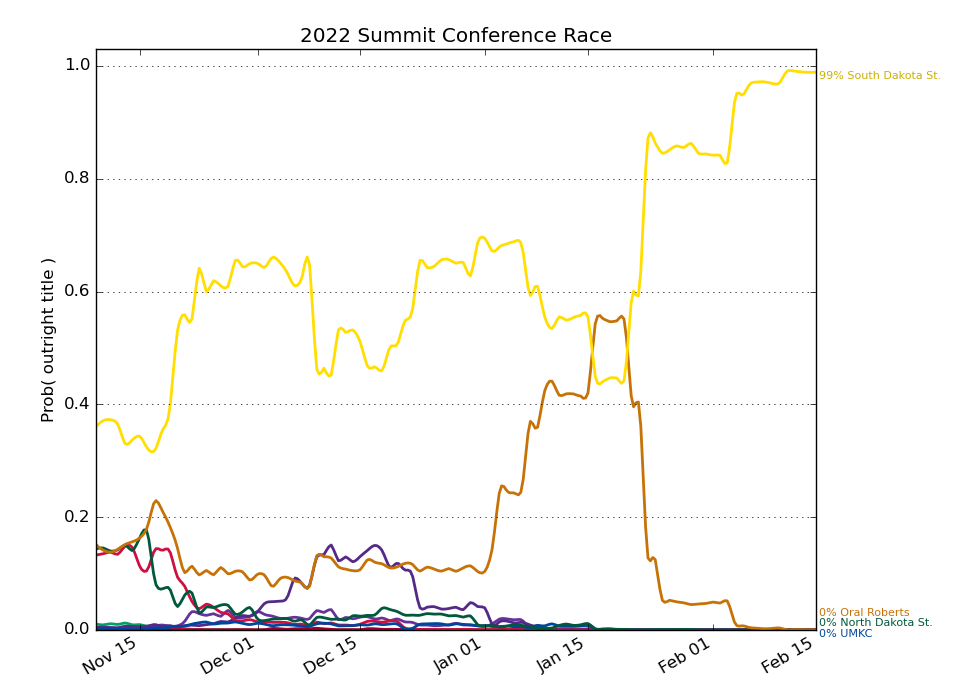 2022 Summit Conference Race
Prob( outright title )
1.0
0.8
0.6
0.4
0.2
0.0
Nov 15
Dec 01
Dec 15
Jan 01
Jan 15
Feb 01
Feb 15
99% South Dakota St.
0% Oral Roberts
0% North Dakota St.
0% UMKC